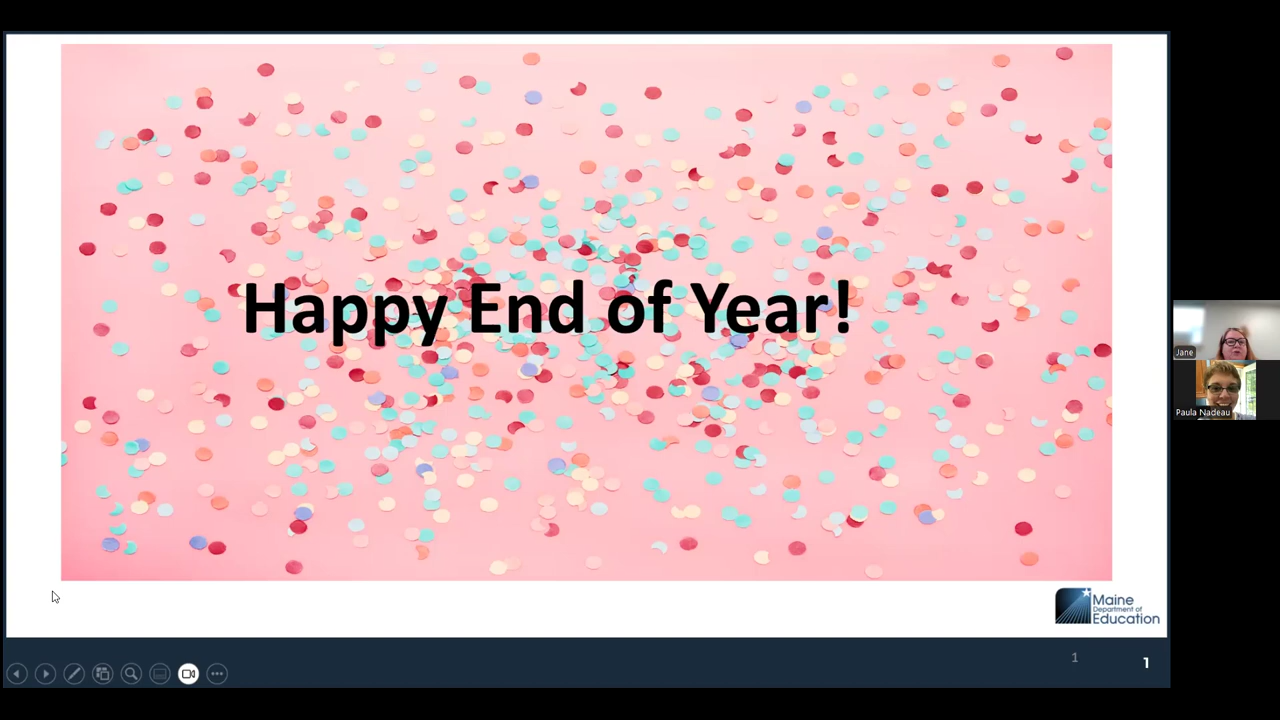 Happy End of Year!
Jane
Paula Nadeau
Maine
Department of
Education
1
1